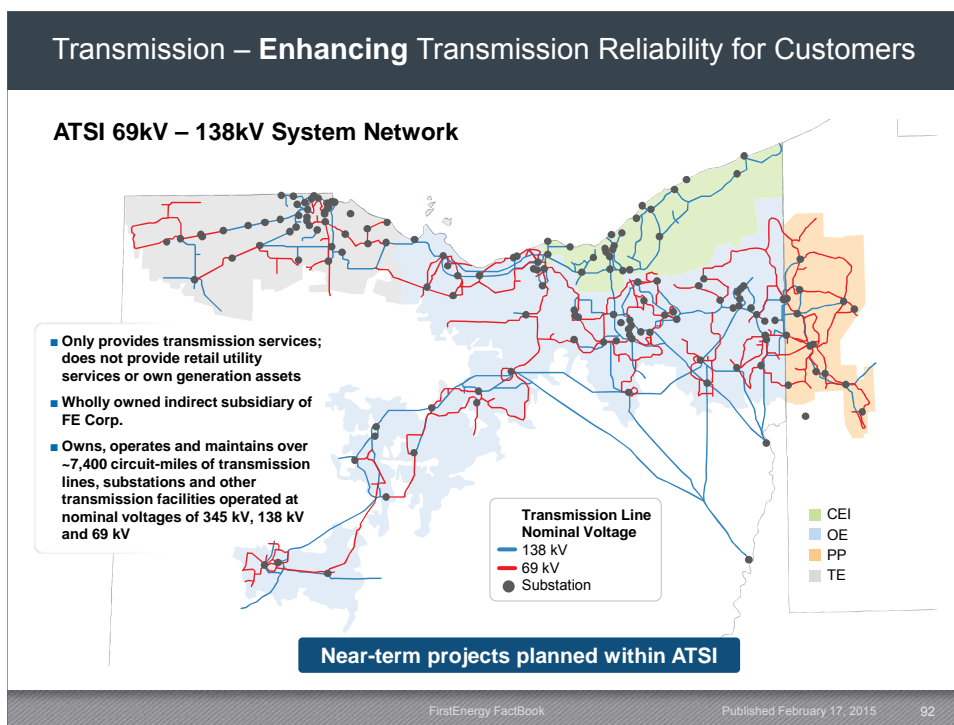 Transmission – Enhancing Transmission Reliability for Customers
ATSI 69kV – 138kV System Network
■ Only provides transmission services;
does not provide retail utility
services or own generation assets
■ Wholly owned indirect subsidiary of
FE Corp.
■ Owns, operates and maintains over
~7,400 circuit-miles of transmission
lines, substations and other
transmission facilities operated at
nominal voltages of 345 kV, 138 kV
and 69 kV
Transmission Line
Nominal Voltage
138 kV
69 kV
Substation
CEI
OE
PP
TE
Near-term projects planned within ATSI
FirstEnergy FactBook
Published February 17, 2015
92